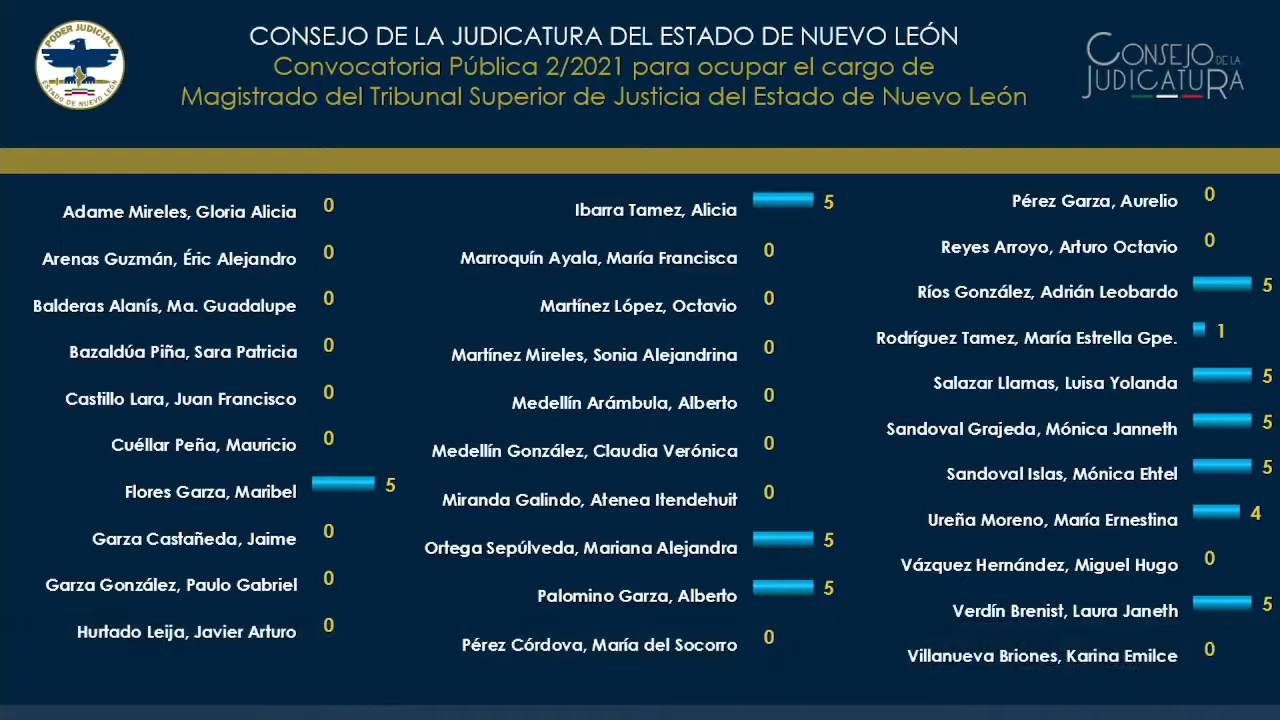 PODER JUDICIAL
ESTADO DE NUEVO LEÓN
CONSEJO DE LA JUDICATURA DEL ESTADO DE NUEVO LEÓN
Convocatoria Pública 2/2021 para ocupar el cargo de
Magistrado del Tribunal Superior de Justicia del Estado de Nuevo León
CONSEJO DE LA
JUDICATURA
Adame Mireles, Gloria Alicia 0
Arenas Guzmán, Éric Alejandro 0
Balderas Alanís, Ma. Guadalupe 0
Bazaldúa Piña, Sara Patricia 0
Castillo Lara, Juan Francisco 0
Cuéllar Peña, Mauricio 0
Flores Garza, Maribel 5
Garza Castañeda, Jaime 0
Garza González, Paulo Gabriel 0
Hurtado Leija, Javier Arturo 0
Ibarra Tamez, Alicia 5
Marroquín Ayala, María Francisca 0
Martínez López, Octavio 0
Martínez Mireles, Sonia Alejandrina 0
Medellín Arámbula, Alberto 0
Medellín González, Claudia Verónica 0
Miranda Galindo, Atenea Itendehuit 0
Ortega Sepúlveda, Mariana Alejandra 5
Palomino Garza, Alberto 5
Pérez Córdova, María del Socorro 0
Pérez Garza, Aurelio 0
Reyes Arroyo, Arturo Octavio 0
Ríos González, Adrián Leobardo 5
Rodríguez Tamez, María Estrella Gpe. 1
Salazar Llamas, Luisa Yolanda 5
Sandoval Grajeda, Mónica Janneth 5
Sandoval Islas, Mónica Ehtel 5
Ureña Moreno, María Ernestina 4
Vázquez Hernández, Miguel Hugo 0
Verdín Brenist, Laura Janeth 5
Villanueva Briones, Karina Emilce 0